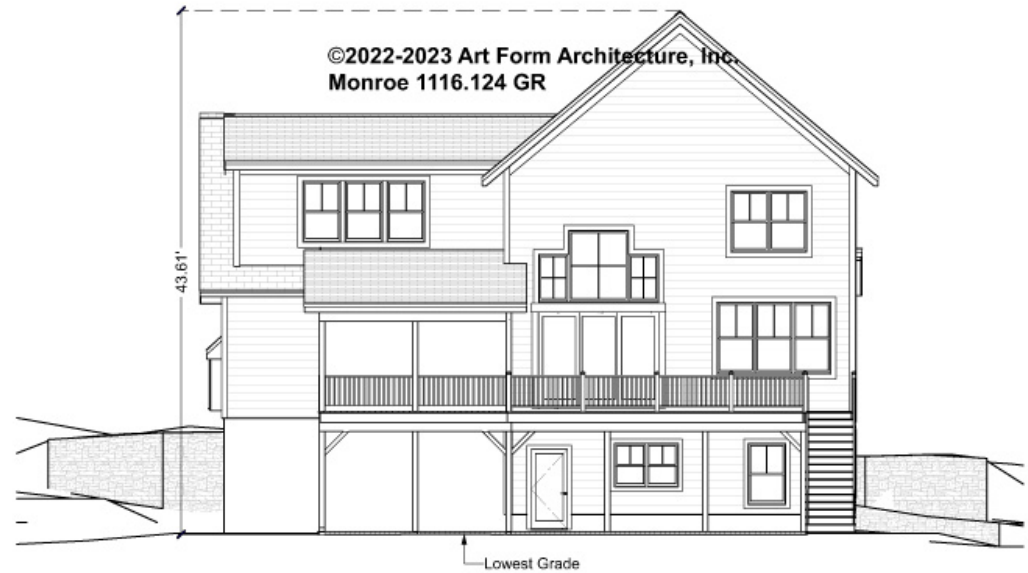 ©2022-2023 Art Form Architecture, Inc.
Monroe 1116.124 GR
43.61'
Lowest Grade